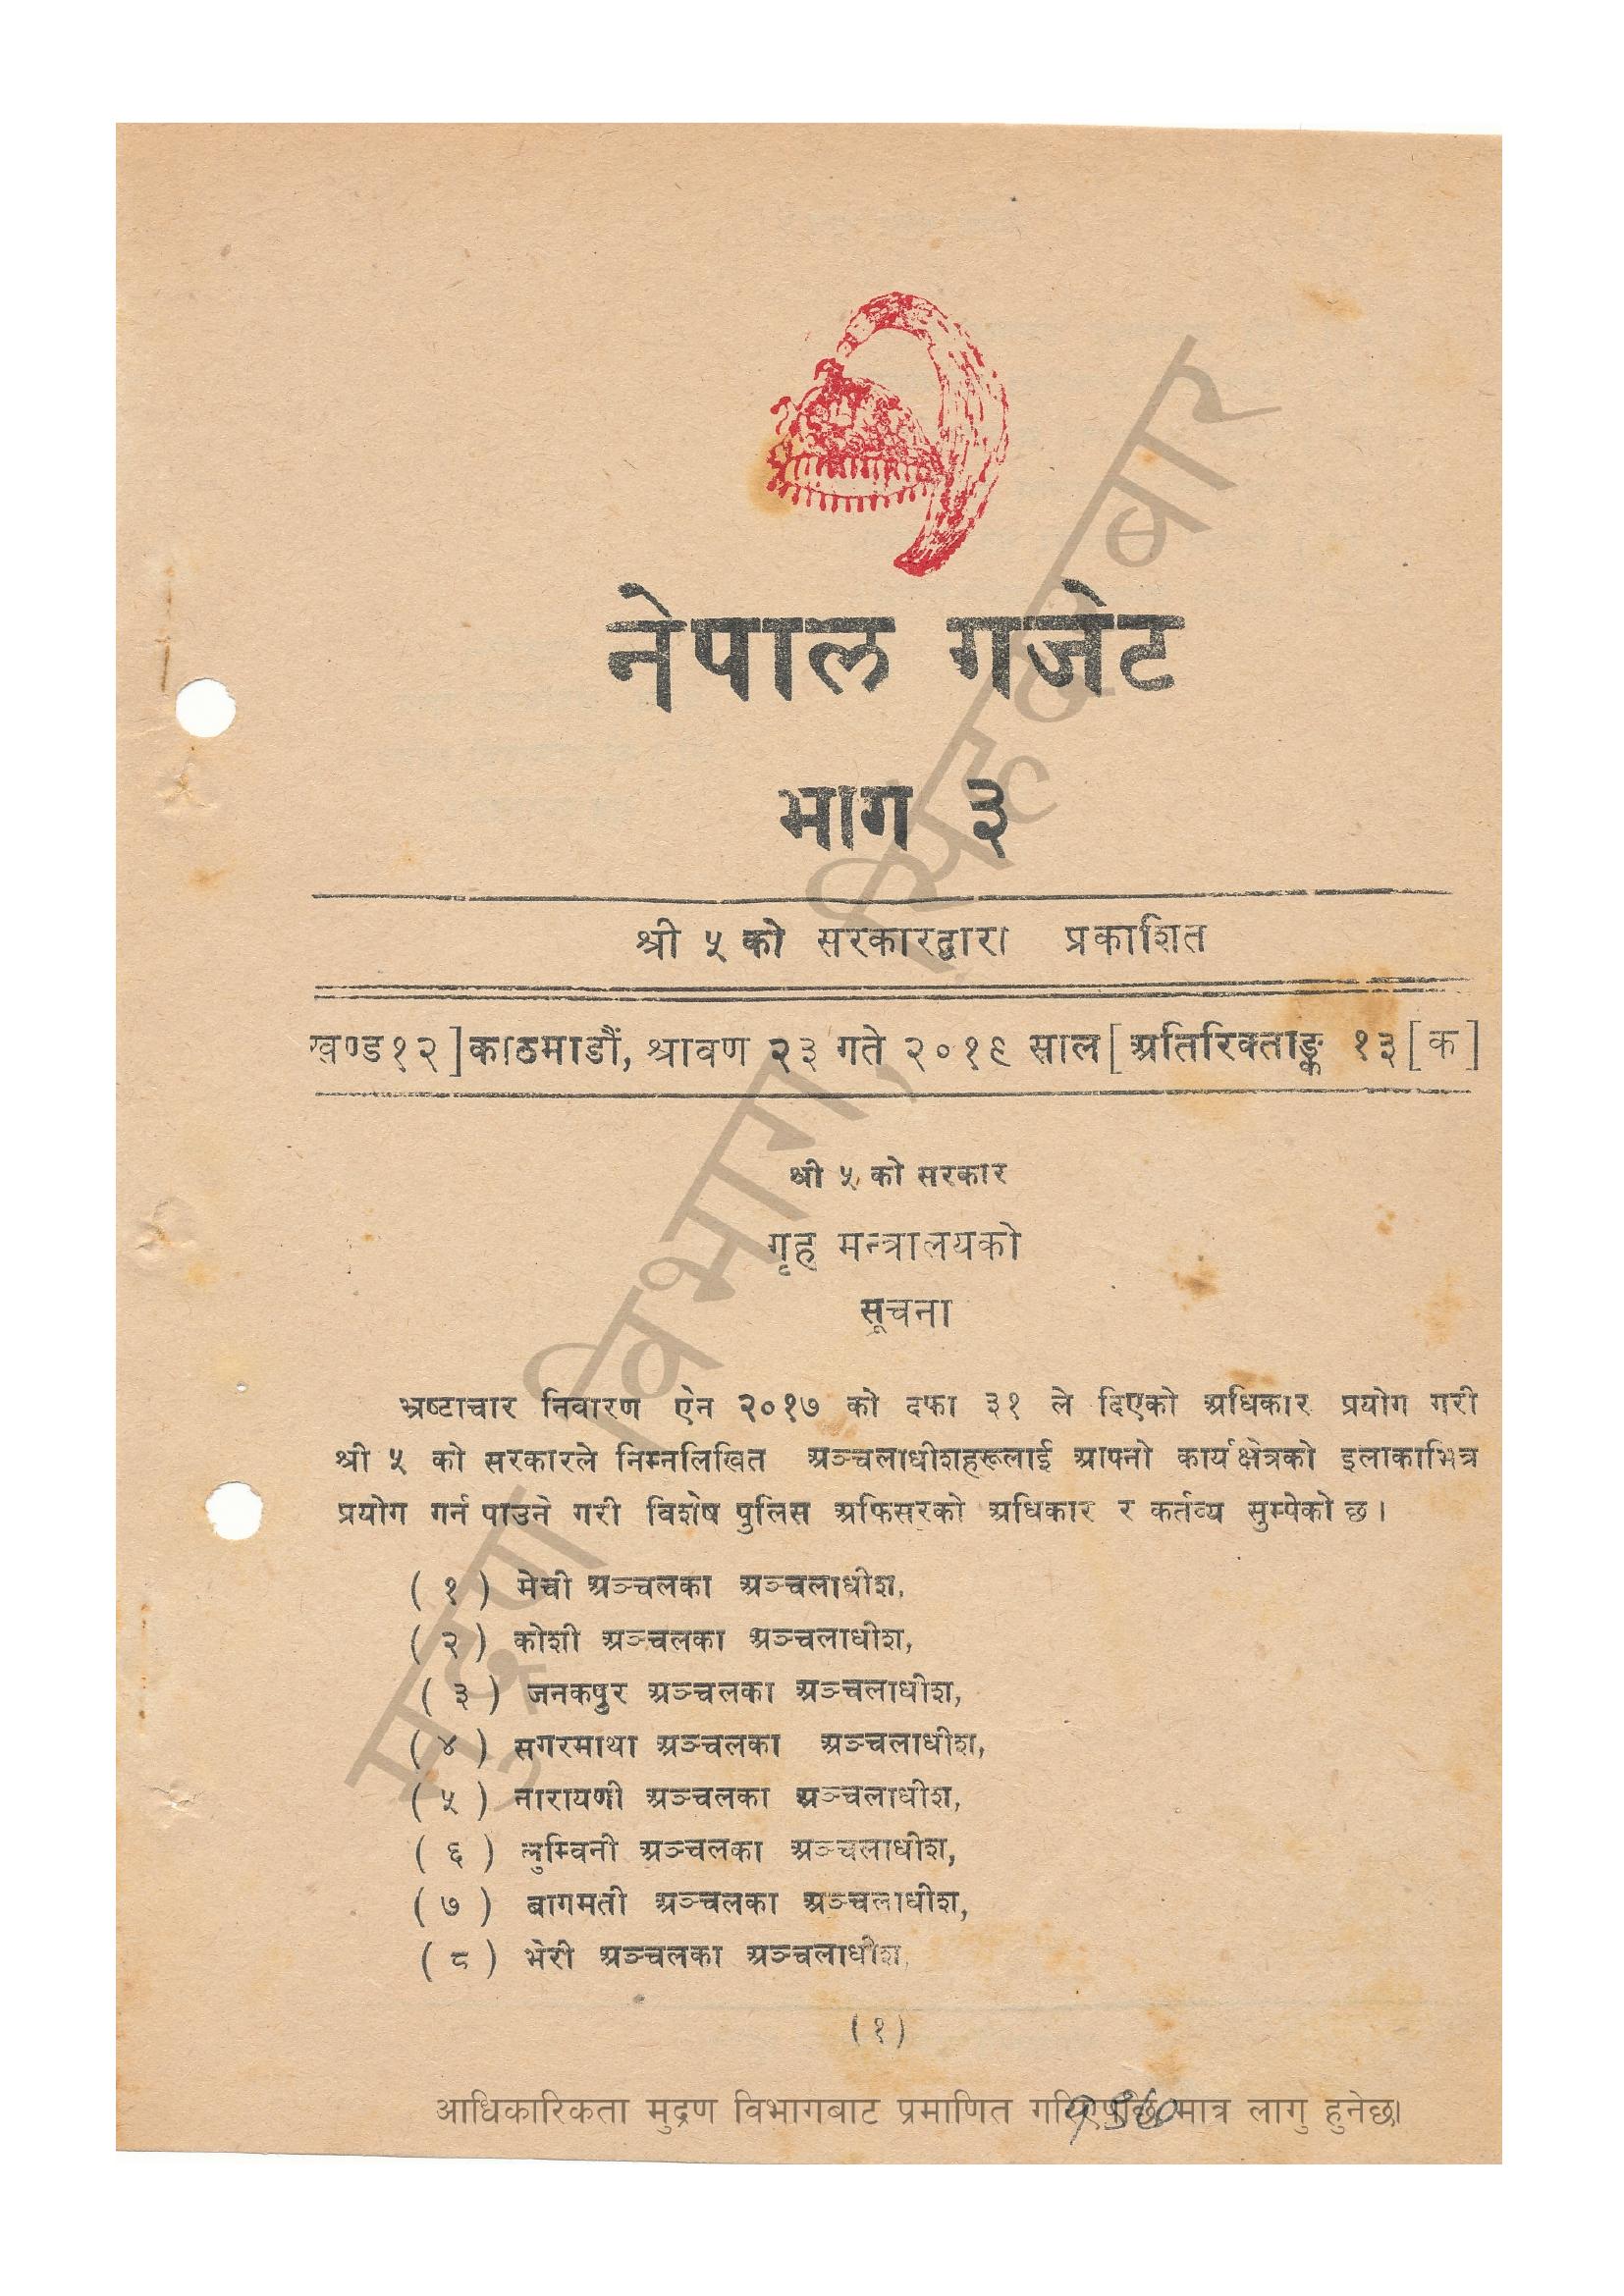 नेपाल गजेट
भाग ३
श्री ५ को सरकारद्वारा प्रकाशित
खण्ड१२]काठमाडौं, श्रावण २३ गते २०१९ साल[अतिरिक्ताङ्क १३[क]
श्री ५ को सरकार
गृह मन्त्रालयको
सूचना
भ्रष्टाचार निवारण ऐन २०१७ को दफा ३१ ले दिएको अधिकार प्रयोग गरी
श्री ५ को सरकारले निम्नलिखित अञ्चलाधीशहरूलाई आफ्नो कार्यक्षेत्रको इलाकाभित्र
प्रयोग गर्न पाउने गरी विशेष पुलिस अफिसरको अधिकार र कर्तव्य सुम्पेको छ।
( १ ) मेची अञ्चलका अञ्चलाधीश,
( २ ) कोशी अञ्चलका अञ्चलाधीश,
( ३ ) जनकपुर अञ्चलका अञ्चलाधीश,
( ४ ) सगरमाथा अञ्चलका अञ्चलाधीश,
( ५ ) नारायणी अञ्चलका अञ्चलाधीश,
( ६ ) लुम्विनी अञ्चलका अञ्चलाधीश,
( ७ ) बागमती अञ्चलका अञ्चलाधीश,
( ८ ) भेरी अञ्चलका अञ्चलाधीश,
(१)
आधिकारिकता मुद्रण विभागबाट प्रमाणित गरिएपछि मात्र लागु हुनेछ।
मुद्रण विभाग, सिंहदरबार